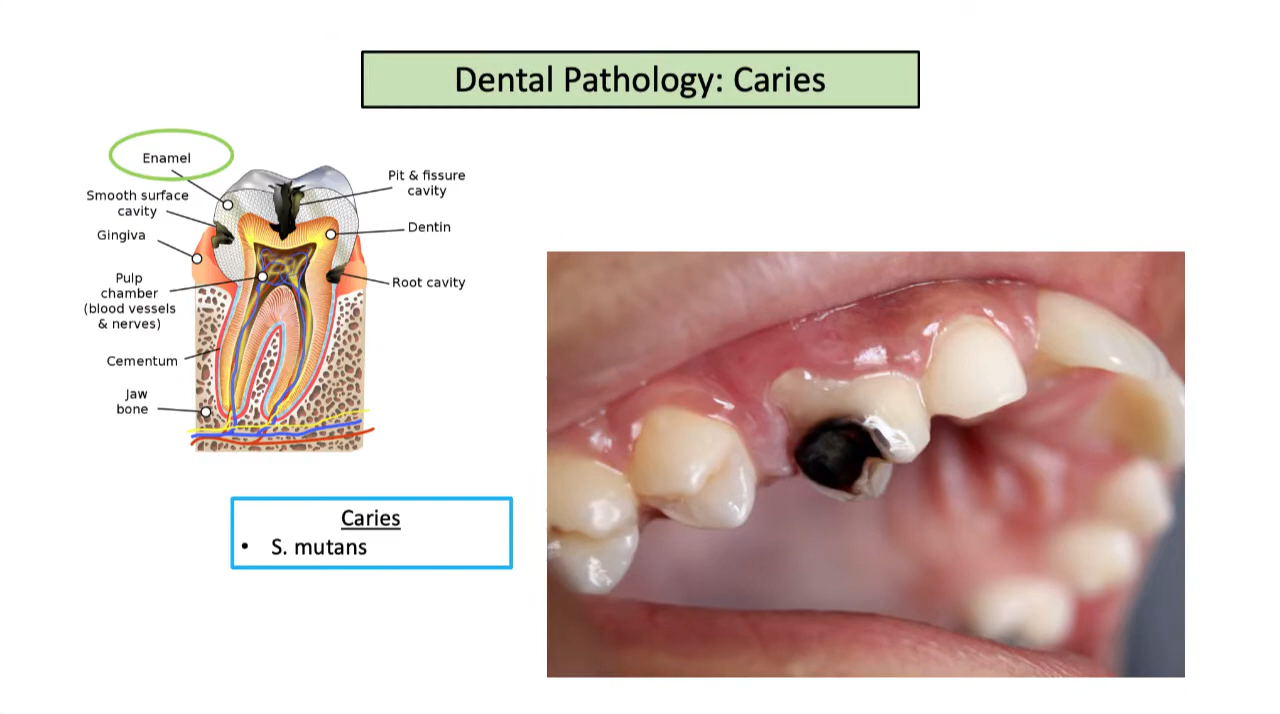 Dental Pathology: Caries
Enamel
Smooth surface
cavity
Gingiva
Pulp
chamber
(blood vessels
& nerves)
Cementum
Jaw
bone
Pit & fissure
cavity
Dentin
Root cavity
Caries
• S. mutans